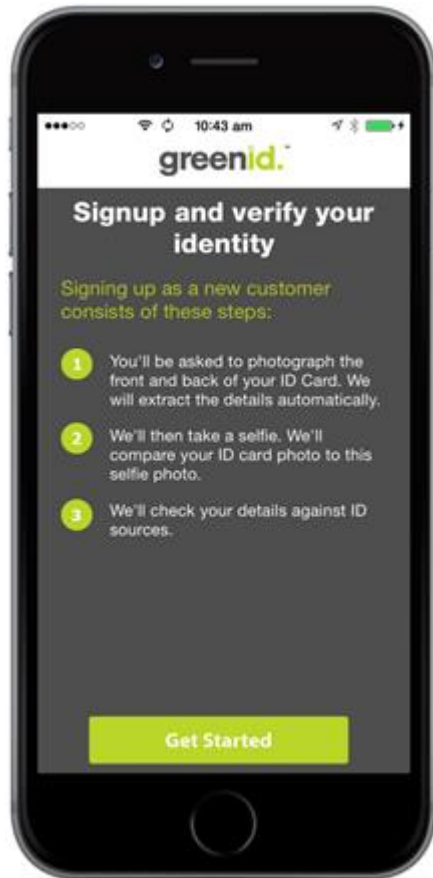 10:43 am
greenid.™
Signup and verify your
identity
Signing up as a new customer
consists of these steps:
1 You'll be asked to photograph the
front and back of your ID Card. We
will extract the details automatically.
2 We'll then take a selfie. We'll
compare your ID card photo to this
selfie photo.
3 We'll check your details against ID
sources.
Get Started